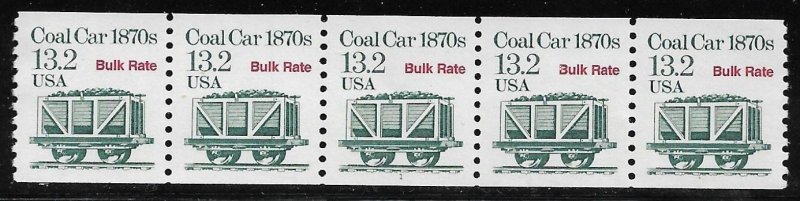 Coal Car 1870s Coal Car 1870s Coal Car 1870s Coal Car 1870s Coal Car 1870s
13.2 Bulk Rate 13.2 Bulk Rate 13.2 Bulk Rate 13.2 Bulk Rate 13.2 Bulk Rate
USA USA USA USA USA
1